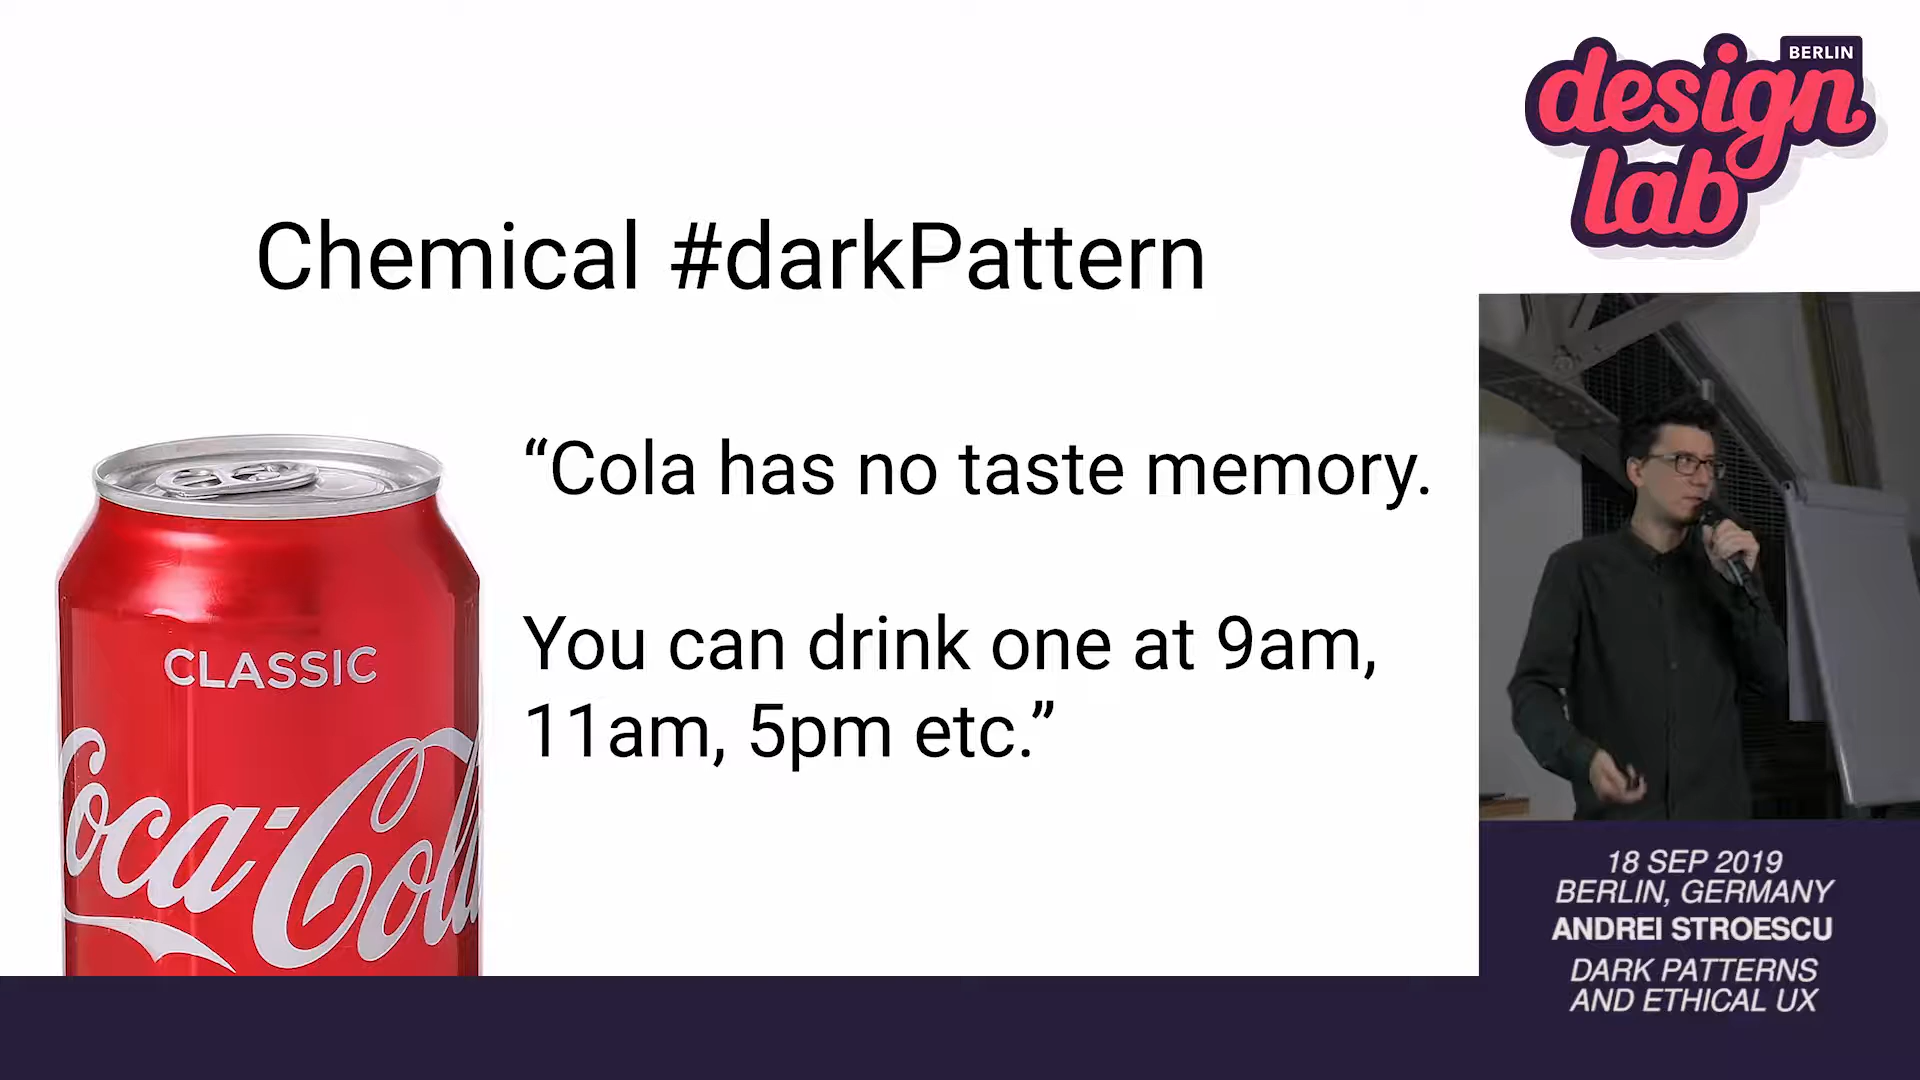 BERLIN
design
lab
Chemical #darkPattern
“Cola has no taste memory.
You can drink one at 9am,
11am, 5pm etc.”
CLASSIC
Coca-Cola
18 SEP 2019
BERLIN, GERMANY
ANDREI STROESCU
DARK PATTERNS
AND ETHICAL UX